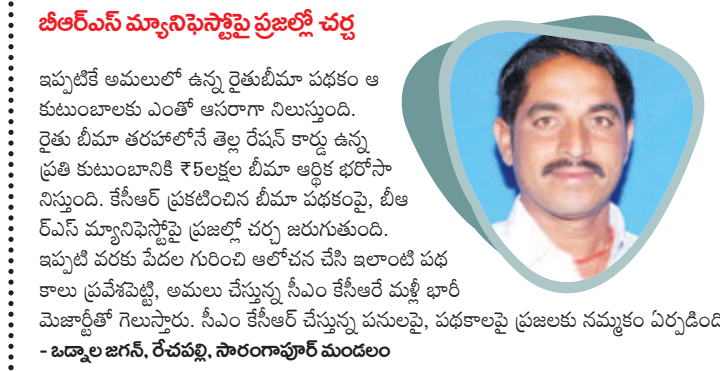 బీఆర్ఎస్ మ్యానిఫెస్టోపై ప్రజల్లో చర్చ
ఇప్పటికే అమలులో ఉన్న రైతుబీమా పథకం ఆ
కుటుంబాలకు ఎంతో ఆసరాగా నిలుస్తుంది.
రైతు బీమా తరహాలోనే తెల్ల రేషన్ కార్డు ఉన్న
ప్రతి కుటుంబానికి ₹5లక్షల బీమా ఆర్థిక భరోసా
నిస్తుంది. కేసీఆర్ ప్రకటించిన బీమా పథకంపై, బీఆ
ర్ఎస్ మ్యానిఫెస్టోపై ప్రజల్లో చర్చ జరుగుతుంది.
ఇప్పటి వరకు పేదల గురించి ఆలోచన చేసి ఇలాంటి పథ
కాలు ప్రవేశపెట్టి, అమలు చేస్తున్న సీఎం కేసీఆరే మళ్లీ భారీ
మెజార్టీతో గెలుస్తారు. సీఎం కేసీఆర్ చేస్తున్న పనులపై, పథకాలపై ప్రజలకు నమ్మకం ఏర్పడింది
- ఒడ్నాల జగన్, రేచపల్లి, సారంగాపూర్ మండలం